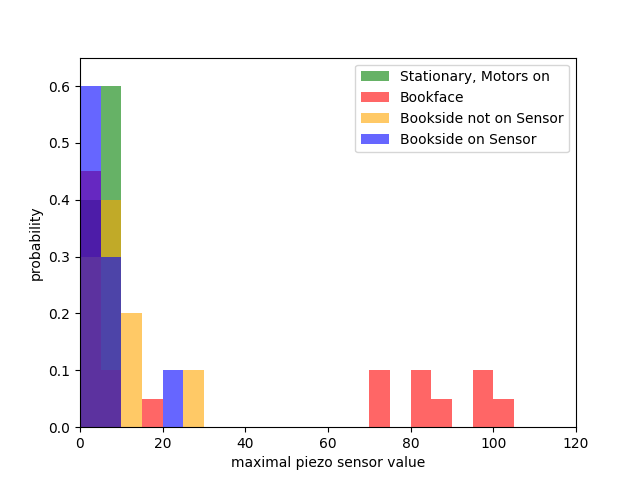 Stationary, Motors on
Bookface
Bookside not on Sensor
Bookside on Sensor
0.6
0.5
0.4
0.3
0.2
0.1
0.0
probability
0 20 40 60 80 100 120
maximal piezo sensor value